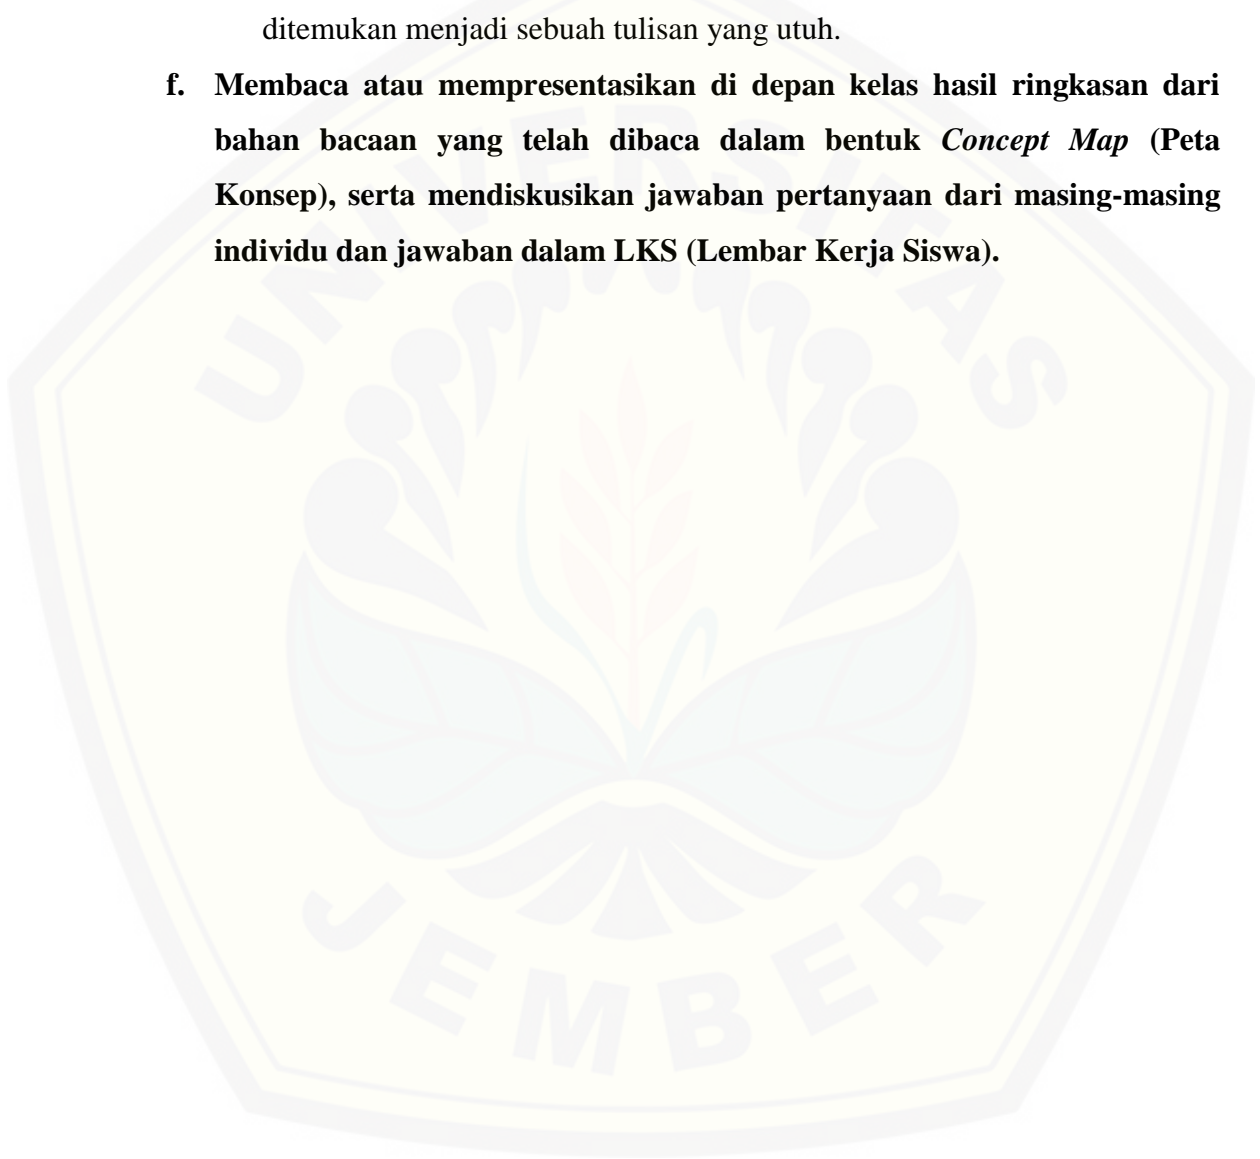 ditemukan menjadi sebuah tulisan yang utuh.
f. Membaca atau mempresentasikan di depan kelas hasil ringkasan dari
bahan bacaan yang telah dibaca dalam bentuk Concept Map (Peta
Konsep), serta mendiskusikan jawaban pertanyaan dari masing-masing
individu dan jawaban dalam LKS (Lembar Kerja Siswa).
UNIVERSITAS
JEMBER